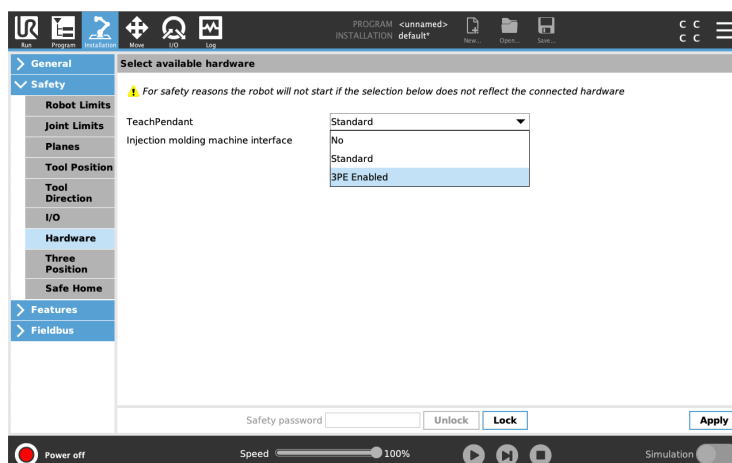 UR
PROGRAM <unnamed>
INSTALLATION default*
Run Program Installation Move I/O Log New... Open... Save...
C C
C C
General
Safety
Robot Limits
Joint Limits
Planes
Tool Position
Tool
Direction
I/O
Hardware
Three
Position
Safe Home
Features
Fieldbus
Select available hardware
! For safety reasons the robot will not start if the selection below does not reflect the connected hardware
TeachPendant Standard
Injection molding machine interface No
Standard
3PE Enabled
Safety password Unlock Lock Apply
Power off Speed 100% Simulation